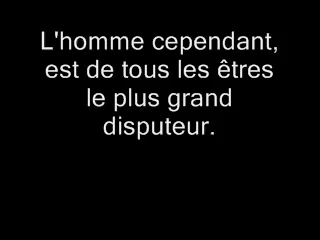 L'homme cependant,
est de tous les êtres
le plus grand
disputeur.